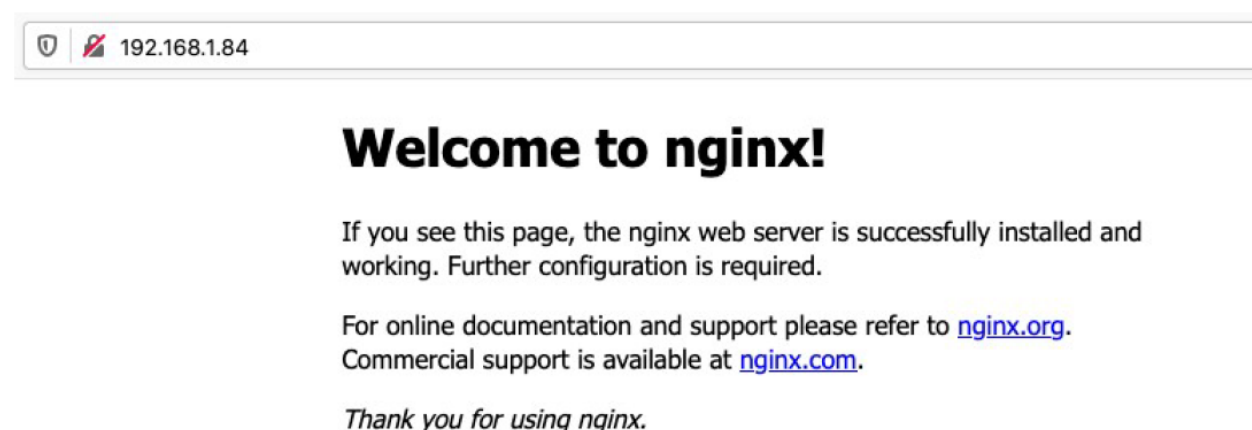 192.168.1.84
Welcome to nginx!
If you see this page, the nginx web server is successfully installed and
working. Further configuration is required.
For online documentation and support please refer to nginx.org.
Commercial support is available at nginx.com.
Thank you for using nginx.